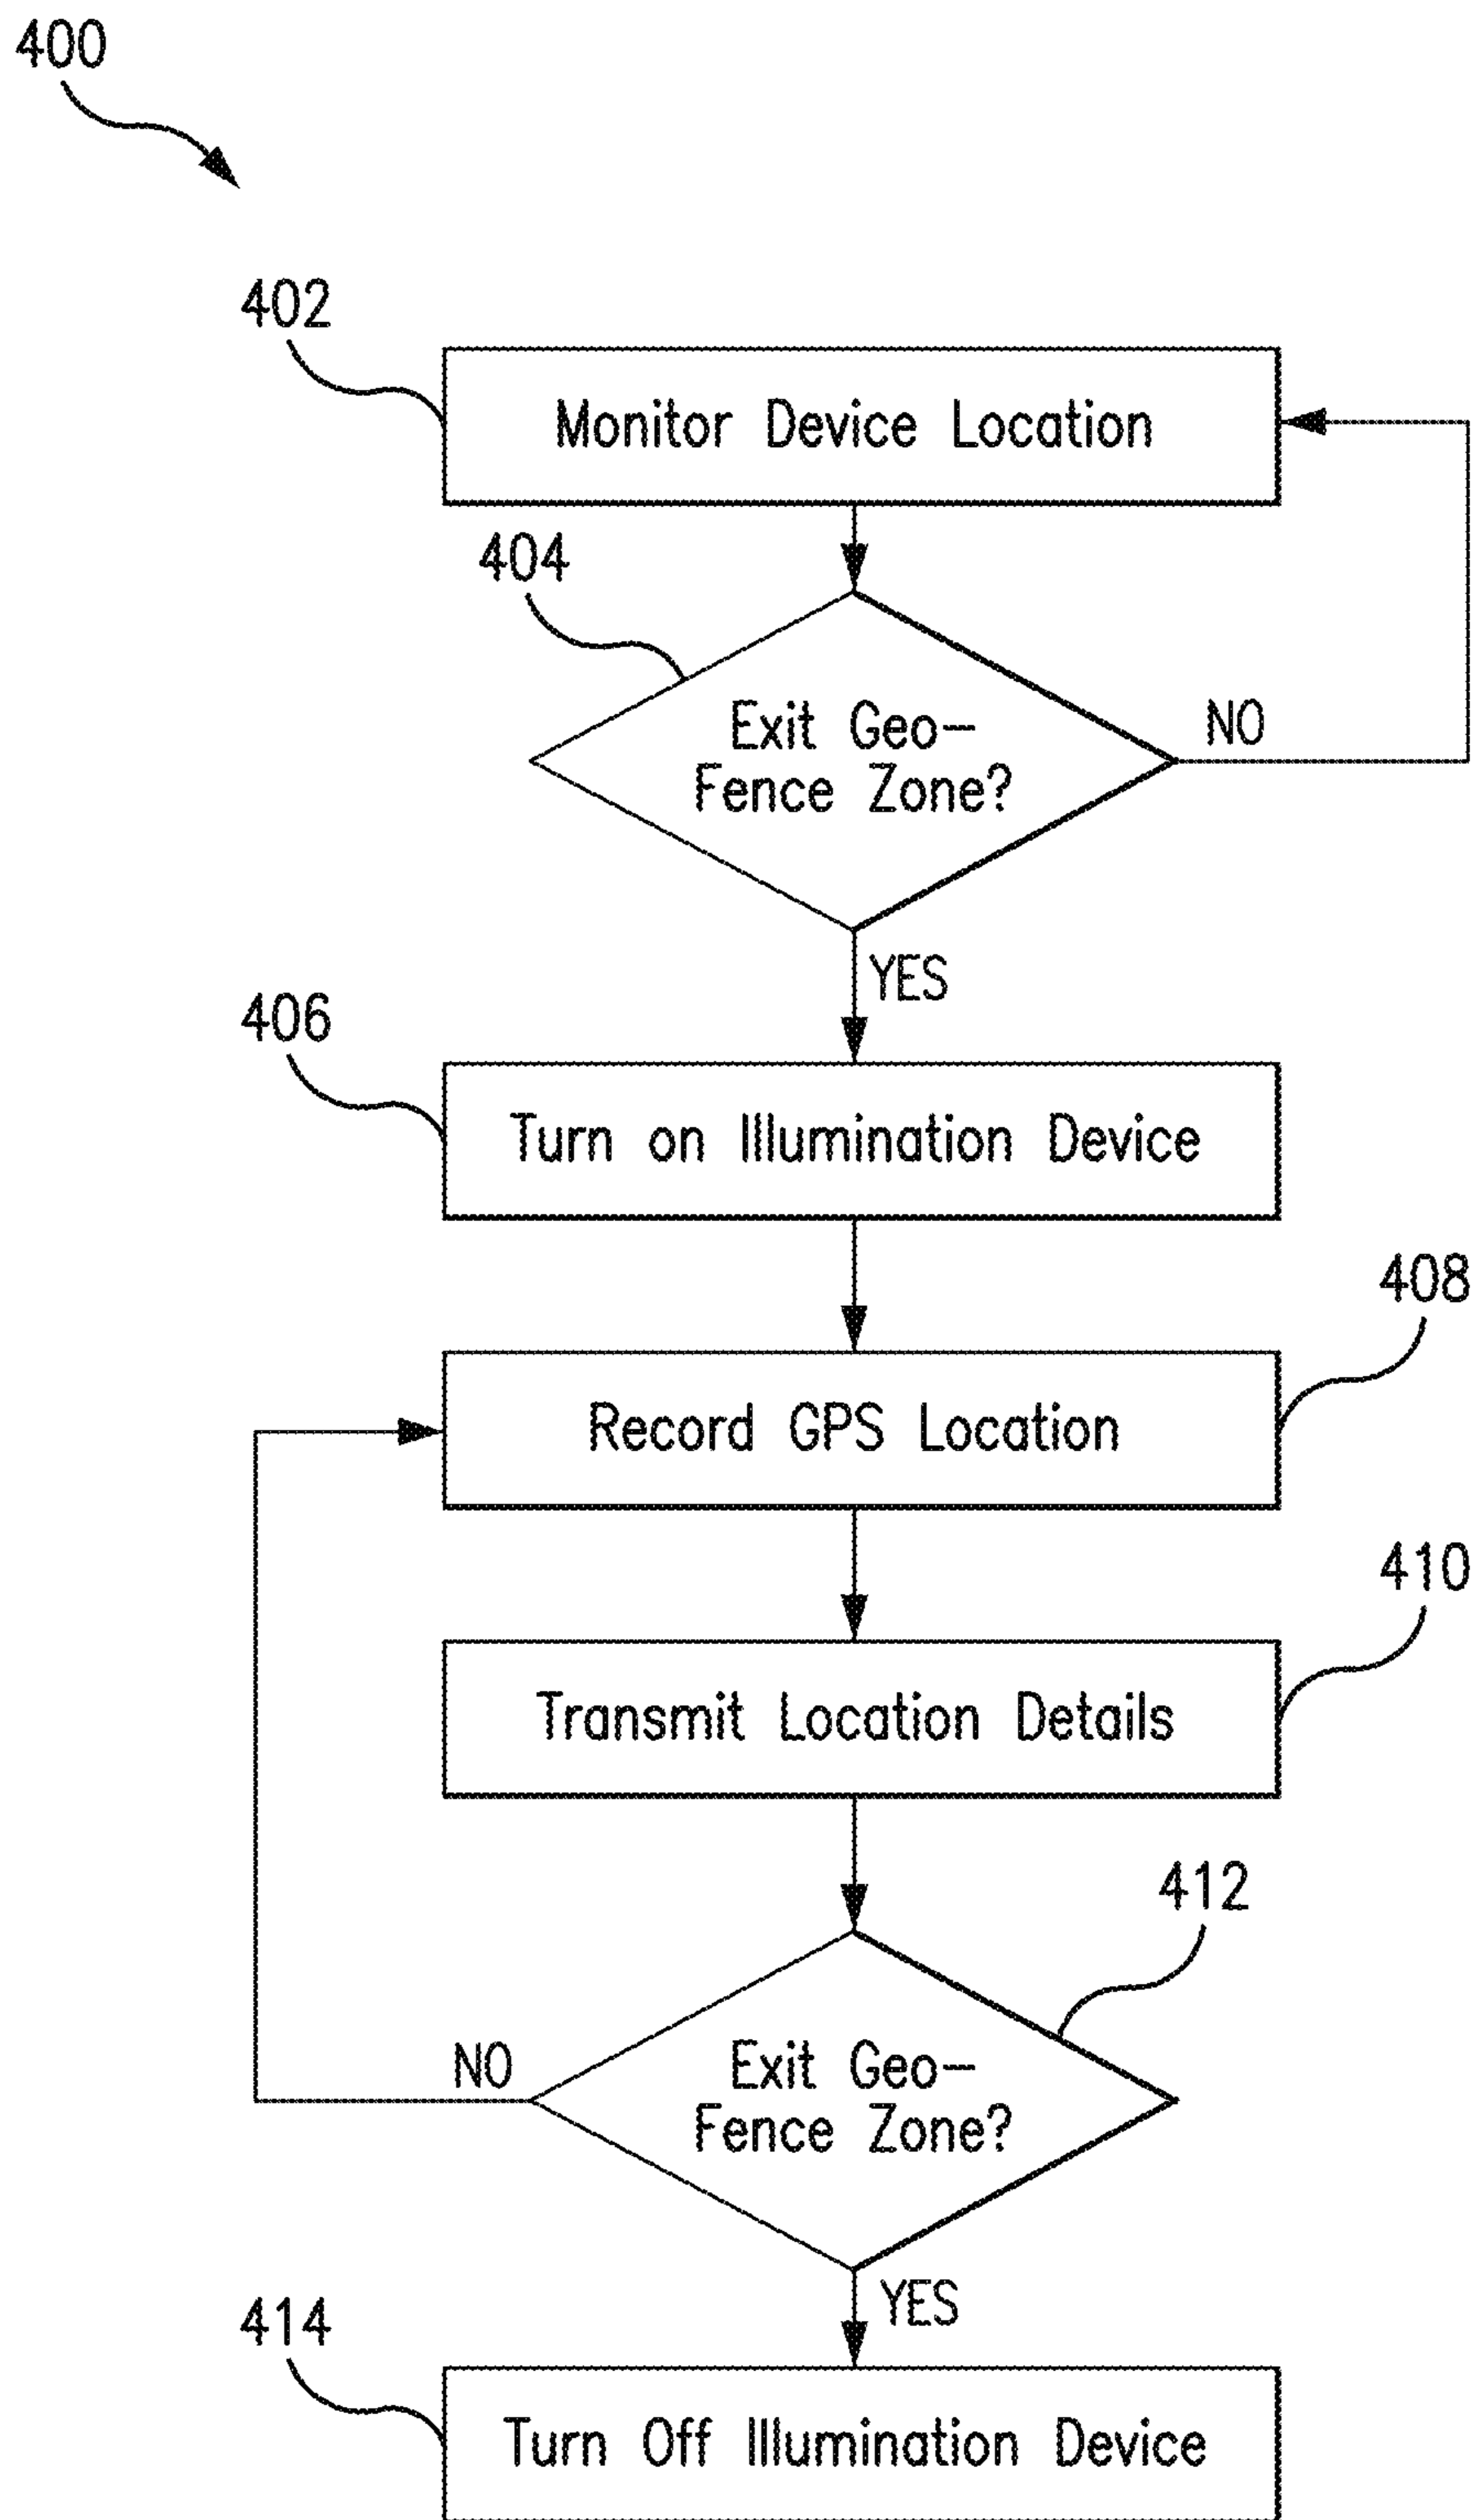 400
402
Monitor Device Location
404
Exit Geo-
Fence Zone?
NO
YES
406
Turn on Illumination Device
408
Record GPS Location
410
Transmit Location Details
412
NO
Exit Geo-
Fence Zone?
YES
414
Turn Off Illumination Device